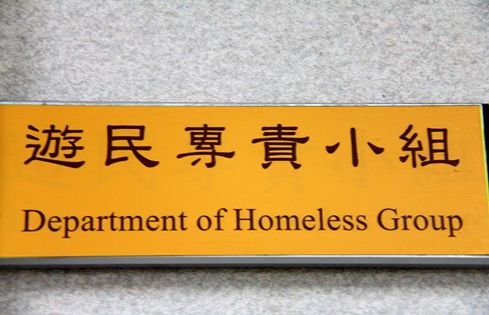 遊民專責小組
Department of Homeless Group